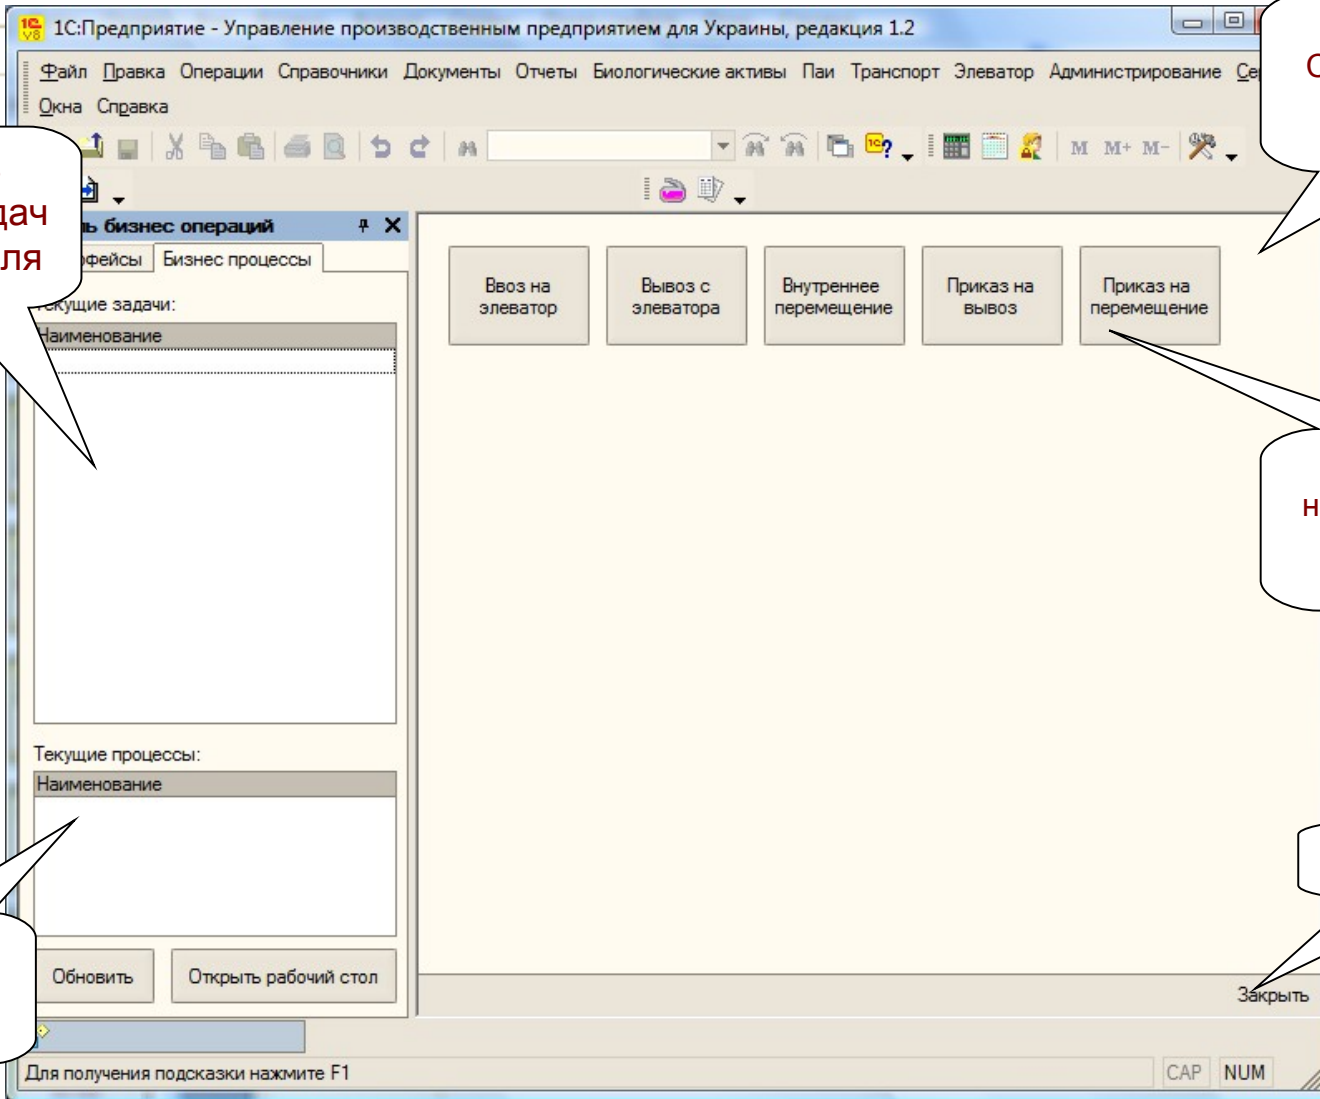 1С:Предприятие - Управление производственным предприятием для Украины, редакция 1.2
Файл Правка Операции Справочники Документы Отчеты Биологические активы Паи Транспорт Элеватор Администрирование
Окна Справка
M M+ M-
бизнес операций
Бизнес процессы
Текущие задачи:
Наименование
Ввоз на элеватор
Вывоз с элеватора
Внутреннее перемещение
Приказ на вывоз
Приказ на перемещение
Текущие процессы:
Наименование
Обновить
Открыть рабочий стол
Закрыть
Для получения подсказки нажмите F1
CAP NUM